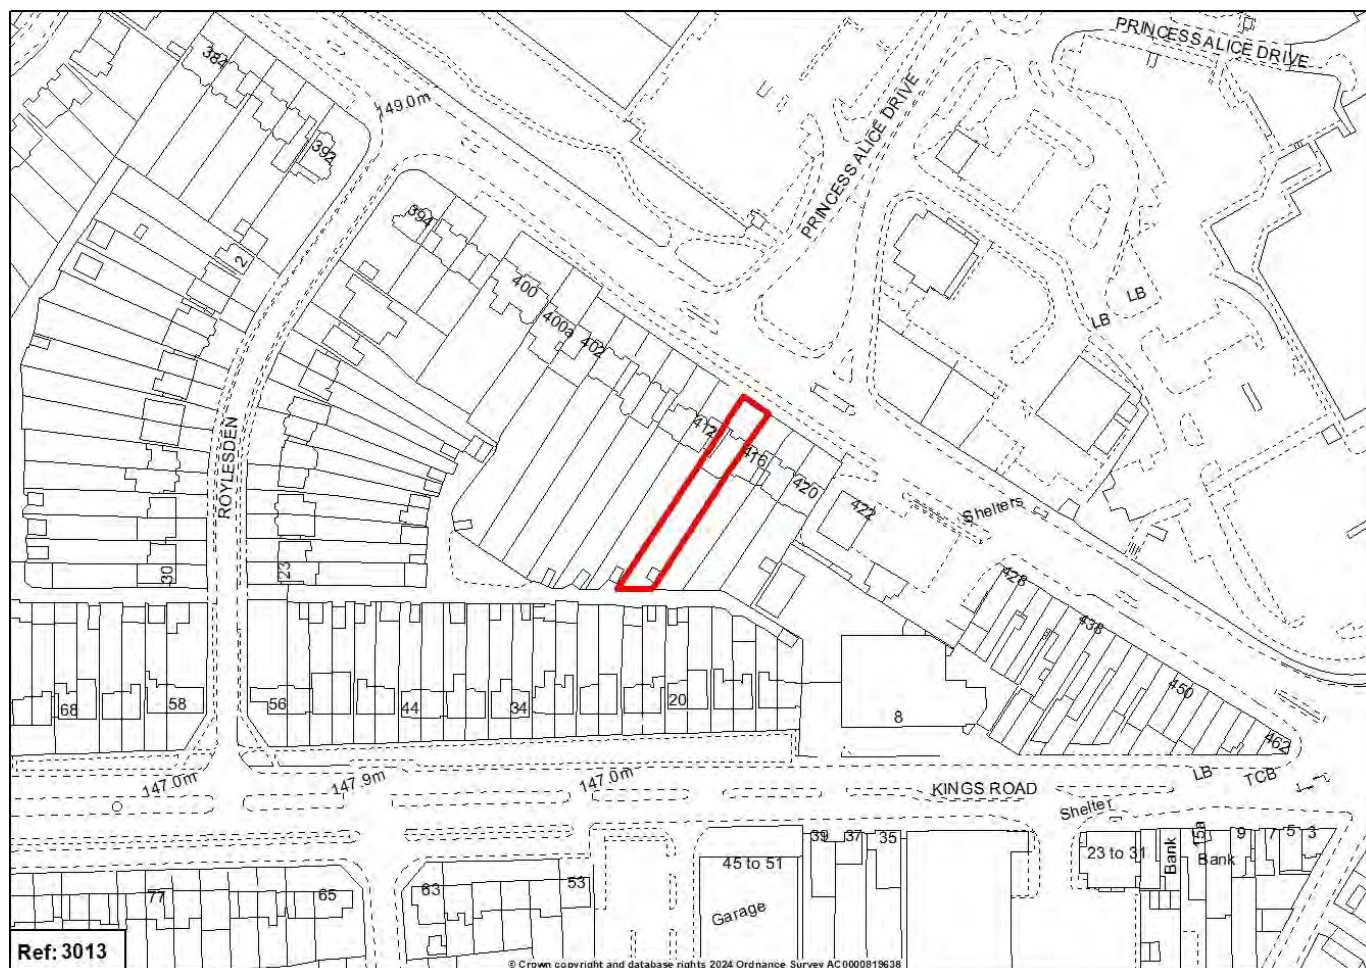 PRINCESS ALICE DRIVE
384
149.0m
392
PRINCESS ALICE DRIVE
394
2
400
LB
LB
400a
402
412
416
420
422
Shelters
ROYLESDEN
30
23
428
438
450
462
68
58
56
44
34
20
8
147.0m
147.9m
147.0m
KINGS ROAD
LB
TCB
Shelter
39
37
35
45 to 51
Garage
23 to 31
Bank
15a
Bank
9
7
5
3
77
65
63
53
Ref: 3013
© Crown copyright and database rights 2024 Ordnance Survey AC0000819638